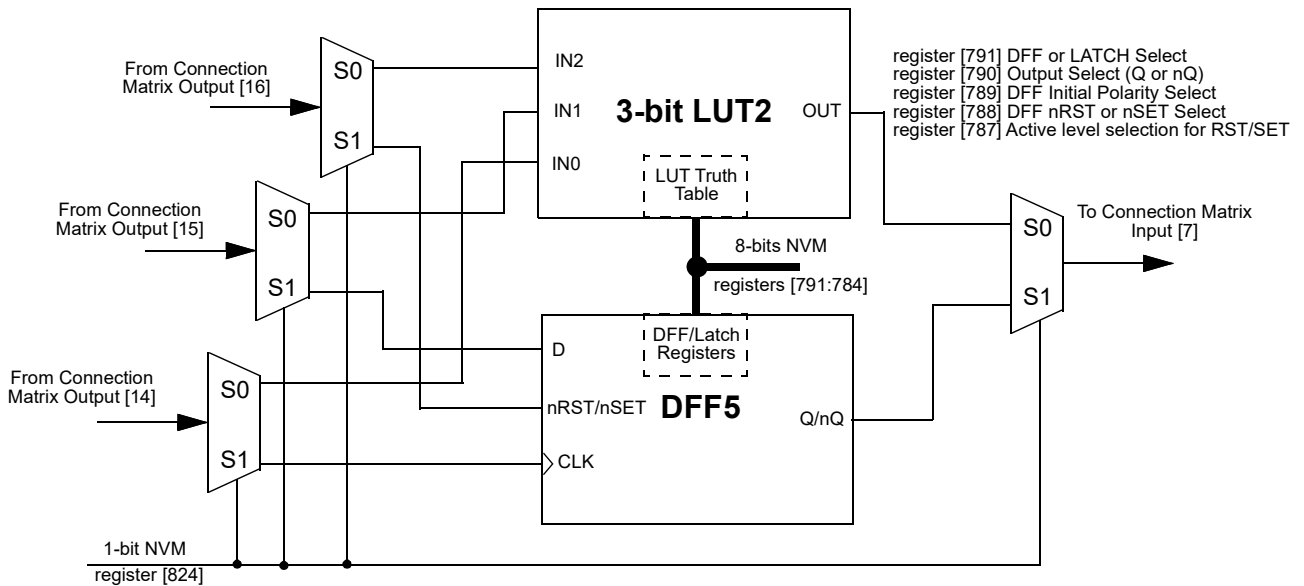 From Connection
Matrix Output [16]
S0
S1
IN2
IN1
IN0
3-bit LUT2
OUT
LUT Truth
Table
register [791] DFF or LATCH Select
register [790] Output Select (Q or nQ)
register [789] DFF Initial Polarity Select
register [788] DFF nRST or nSET Select
register [787] Active level selection for RST/SET
From Connection
Matrix Output [15]
S0
S1
8-bits NVM
registers [791:784]
To Connection Matrix
Input [7]
S0
S1
From Connection
Matrix Output [14]
S0
S1
D
nRST/nSET
CLK
DFF/Latch
Registers
DFF5
Q/nQ
1-bit NVM
register [824]